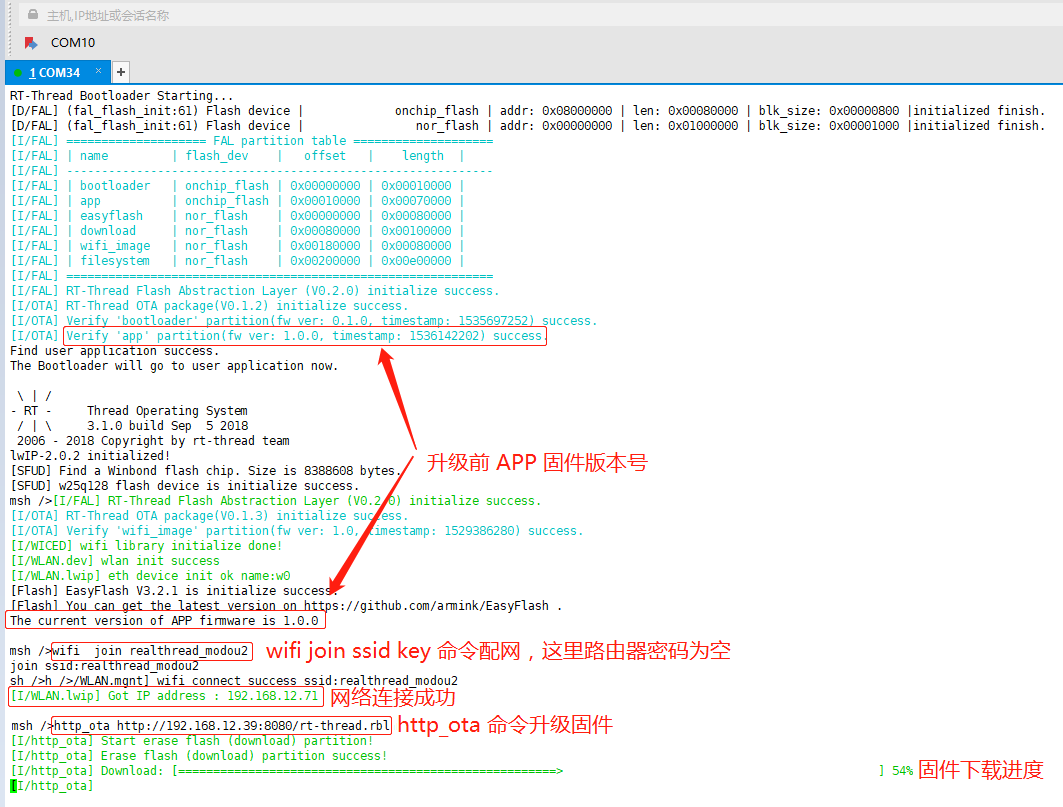 主机,IP地址或会话名称
COM10
1 COM34 × +
RT-Thread Bootloader Starting...
[D/FAL] (fal_flash_init:61) Flash device |             onchip_flash | addr: 0x08000000 | len: 0x00080000 | blk_size: 0x00000800 |initialized finish.
[D/FAL] (fal_flash_init:61) Flash device |                nor_flash | addr: 0x00000000 | len: 0x01000000 | blk_size: 0x00001000 |initialized finish.
[I/FAL] ==================== FAL partition table ====================
[I/FAL] | name         | flash_dev    |   offset   |    length  |
[I/FAL] -------------------------------------------------------------
[I/FAL] | bootloader   | onchip_flash | 0x00000000 | 0x00010000 |
[I/FAL] | app          | onchip_flash | 0x00010000 | 0x00070000 |
[I/FAL] | easyflash    | nor_flash    | 0x00000000 | 0x00080000 |
[I/FAL] | download     | nor_flash    | 0x00080000 | 0x00100000 |
[I/FAL] | wifi_image   | nor_flash    | 0x00180000 | 0x00080000 |
[I/FAL] | filesystem   | nor_flash    | 0x00200000 | 0x00e00000 |
[I/FAL] =============================================================
[I/FAL] RT-Thread Flash Abstraction Layer (V0.2.0) initialize success.
[I/OTA] RT-Thread OTA package(V0.1.2) initialize success.
[I/OTA] Verify 'bootloader' partition(fw ver: 0.1.0, timestamp: 1535697252) success.
[I/OTA] Verify 'app' partition(fw ver: 1.0.0, timestamp: 1536142202) success.
Find user application success.
The Bootloader will go to user application now.
 \ | /
- RT -     Thread Operating System
 / | \     3.1.0 build Sep  5 2018
 2006 - 2018 Copyright by rt-thread team
lwIP-2.0.2 initialized!
升级前 APP 固件版本号
[SFUD] Find a Winbond flash chip. Size is 8388608 bytes.
[SFUD] w25q128 flash device is initialize success.
msh />[I/FAL] RT-Thread Flash Abstraction Layer (V0.2.0) initialize success.
[I/OTA] RT-Thread OTA package(V0.1.3) initialize success.
[I/OTA] Verify 'wifi_image' partition(fw ver: 1.0, timestamp: 1529386280) success.
[I/WICED] wifi library initialize done!
[I/WLAN.dev] wlan init success
[I/WLAN.lwip] eth device init ok name:w0
[Flash] EasyFlash V3.2.1 is initialize success.
[Flash] You can get the latest version on https://github.com/armink/EasyFlash .
The current version of APP firmware is 1.0.0
msh />wifi  join realthread_modou2 wifi join ssid key 命令配网，这里路由器密码为空
join ssid:realthread_modou2
sh />h />/WLAN.mgnt] wifi connect success ssid:realthread_modou2
[I/WLAN.lwip] Got IP address : 192.168.12.71 网络连接成功
msh />http_ota http://192.168.12.39:8080/rt-thread.rbl http_ota 命令升级固件
[I/http_ota] Start erase flash (download) partition!
[I/http_ota] Erase flash (download) partition success!
[I/http_ota] Download: [======================================================>                                              ] 54% 固件下载进度
[I/http_ota]